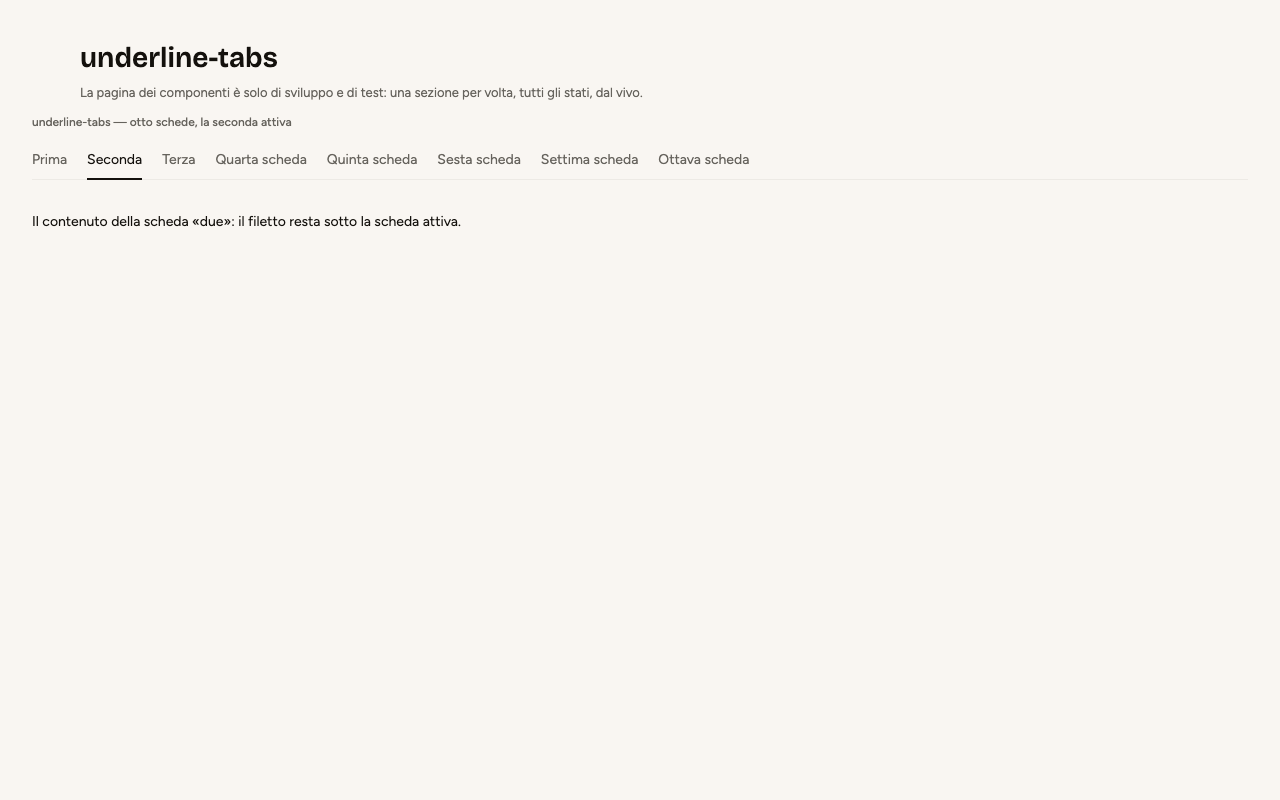 underline-tabs
La pagina dei componenti è solo di sviluppo e di test: una sezione per volta, tutti gli stati, dal vivo.
underline-tabs — otto schede, la seconda attiva
Prima Seconda Terza Quarta scheda Quinta scheda Sesta scheda Settima scheda Ottava scheda
Il contenuto della scheda «due»: il filetto resta sotto la scheda attiva.